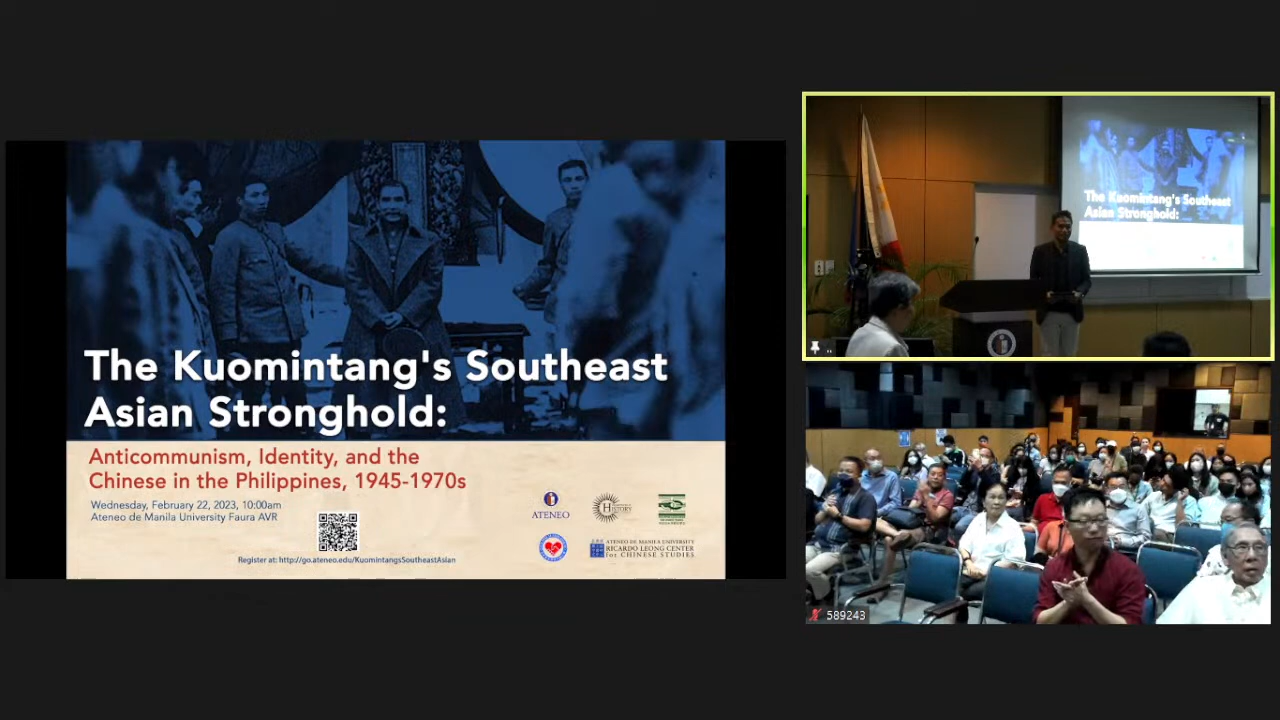 The Kuomintang's Southeast
Asian Stronghold:
Anticommunism, Identity, and the
Chinese in the Philippines, 1945-1970s
Wednesday, February 22, 2023, 10:00am
Ateneo de Manila University Faura AVR
Register at: http://go.ateneo.edu/KuomintangsSoutheastAsian
ATENEO
HISTORY
ATENEO DE MANILA UNIVERSITY
RICARDO LEONG CENTER
for CHINESE STUDIES
The Kuomintang's Southeast
Asian Stronghold:
589243